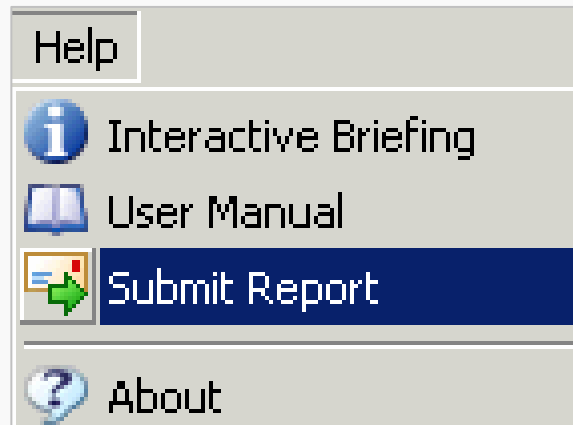 Help
Interactive Briefing
User Manual
Submit Report
About